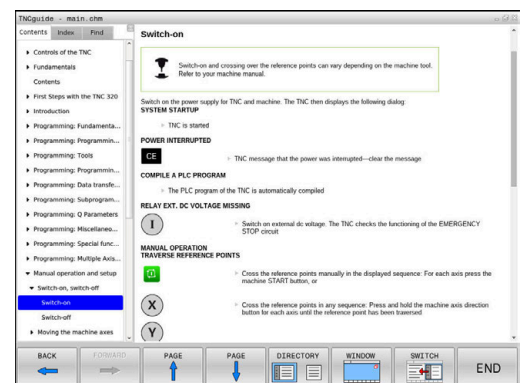 TNCguide - main.chm
Contents Index Find
Controls of the TNC
Fundamentals
Contents
First Steps with the TNC 320
Introduction
Programming: Fundamenta...
Programming: Programmin...
Programming: Tools
Programming: Programmin...
Programming: Data transfe...
Programming: Subprogram...
Programming: Q Parameters
Programming: Miscellaneo...
Programming: Special func...
Programming: Multiple Axis...
Manual operation and setup
Switch-on, switch-off
Switch-on
Switch-off
Moving the machine axes
Switch-on
Switch-on and crossing over the reference points can vary depending on the machine tool.
Refer to your machine manual.
Switch on the power supply for TNC and machine. The TNC then displays the following dialog:
SYSTEM STARTUP
TNC is started
POWER INTERRUPTED
CE
TNC message that the power was interrupted—clear the message
COMPILE A PLC PROGRAM
The PLC program of the TNC is automatically compiled
RELAY EXT. DC VOLTAGE MISSING
I
Switch on external dc voltage. The TNC checks the functioning of the EMERGENCY
STOP circuit
MANUAL OPERATION
TRAVERSE REFERENCE POINTS
Cross the reference points manually in the displayed sequence: For each axis press the
machine START button, or
X
Cross the reference points in any sequence: Press and hold the machine axis direction
button for each axis until the reference point has been traversed
Y
BACK FORWARD PAGE PAGE DIRECTORY WINDOW SWITCH END